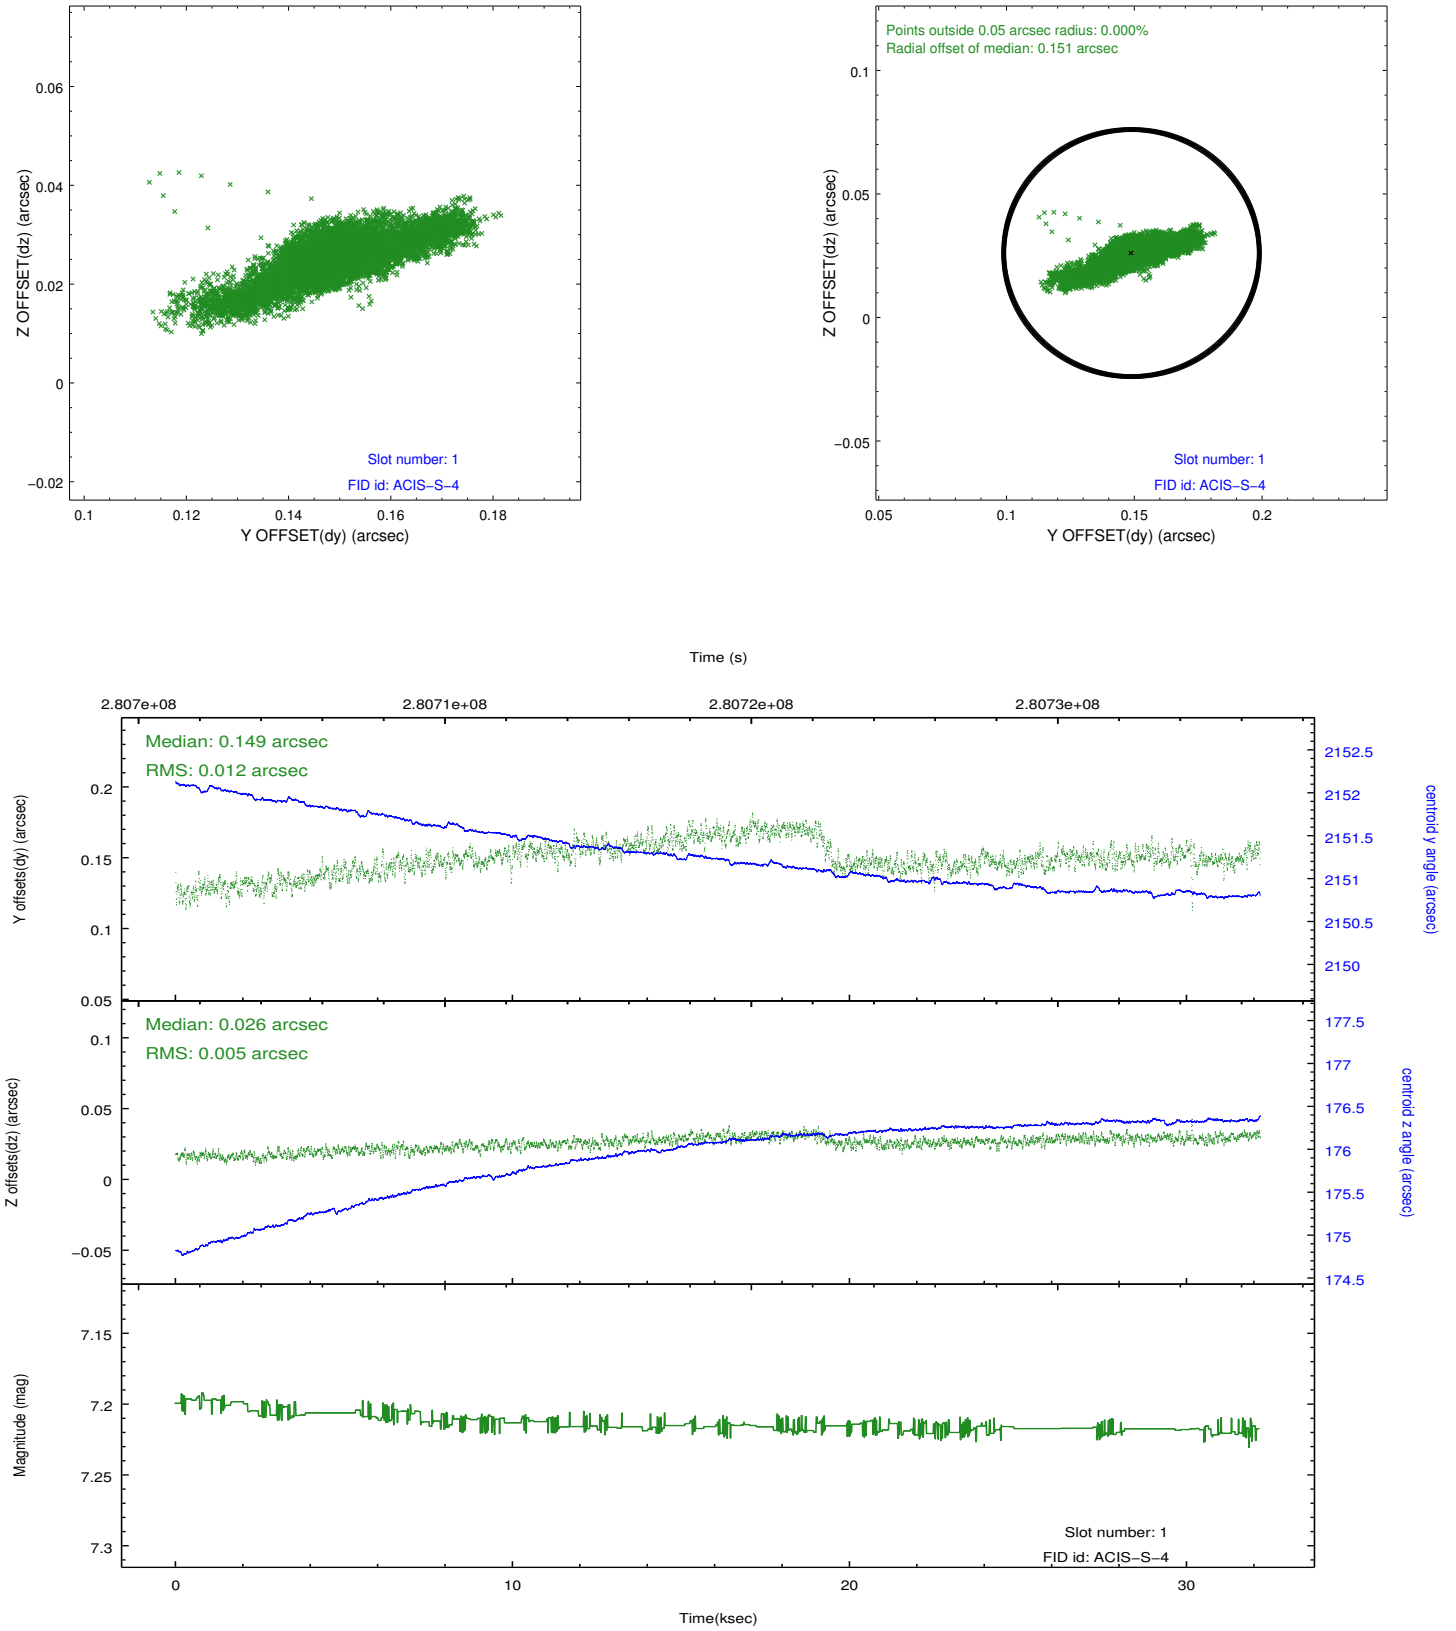 0.06
0.04
0.02
0
−0.02
Z OFFSET(dz) (arcsec)
Slot number: 1
FID id: ACIS−S−4
0.1
0.12
0.14
0.16
0.18
Y OFFSET(dy) (arcsec)
Points outside 0.05 arcsec radius: 0.000%
Radial offset of median: 0.151 arcsec
0.1
0.05
0
−0.05
Z OFFSET(dz) (arcsec)
Slot number: 1
FID id: ACIS−S−4
0.05
0.1
0.15
0.2
Y OFFSET(dy) (arcsec)
Time (s)
2.807e+08
2.8071e+08
2.8072e+08
2.8073e+08
Median: 0.149 arcsec
RMS: 0.012 arcsec
0.2
0.15
0.1
0.05
Y offsets(dy) (arcsec)
2152.5
2152
2151.5
2151
2150.5
2150
centroid y angle (arcsec)
Median: 0.026 arcsec
RMS: 0.005 arcsec
0.1
0.05
0
−0.05
Z offsets(dz) (arcsec)
177.5
177
176.5
176
175.5
175
174.5
centroid z angle (arcsec)
7.15
7.2
7.25
7.3
Magnitude (mag)
Slot number: 1
FID id: ACIS−S−4
0
10
20
30
Time(ksec)